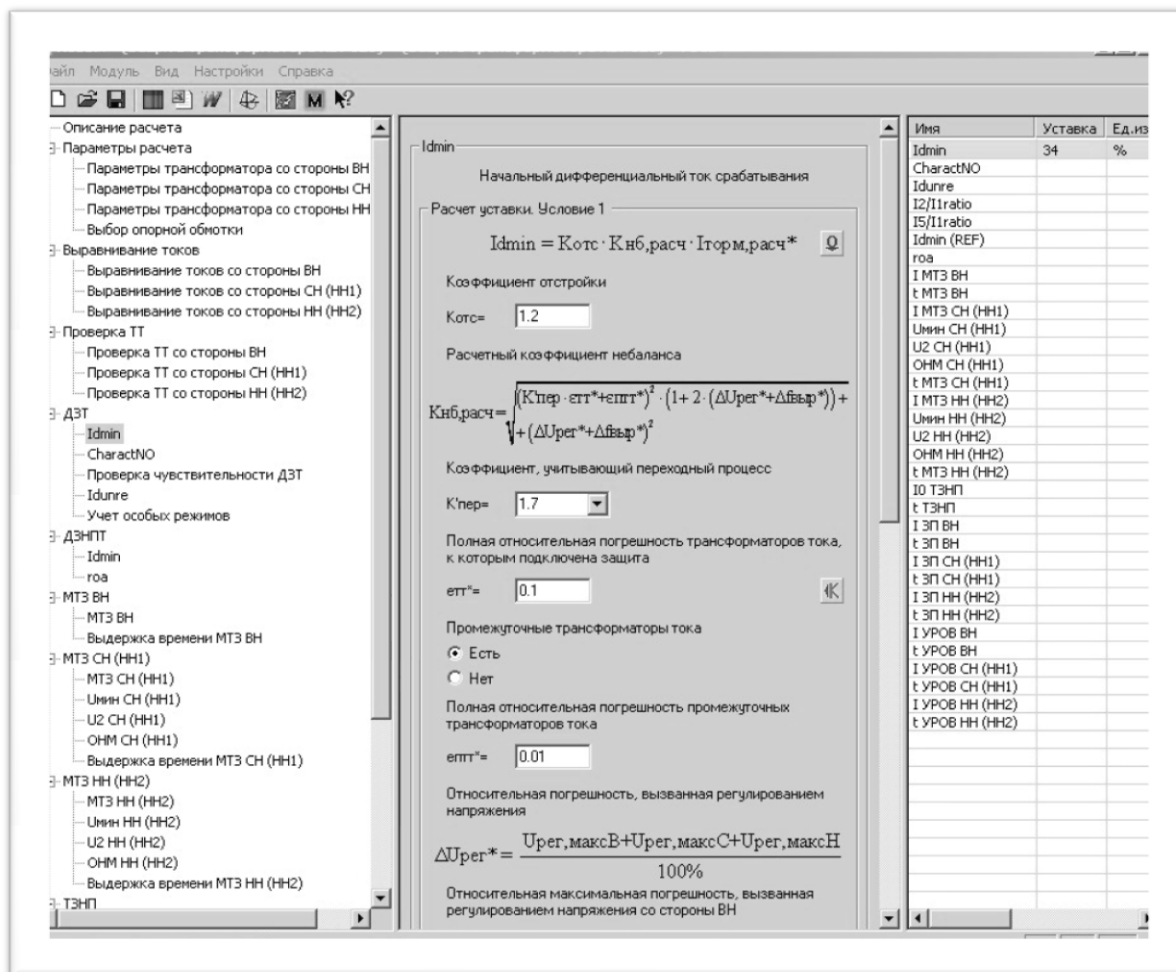 айл Модуль Вид Настройки Справка
Описание расчета
Параметры расчета
Параметры трансформатора со стороны ВН
Параметры трансформатора со стороны СН
Параметры трансформатора со стороны НН
Выбор опорной обмотки
Выравнивание токов
Выравнивание токов со стороны ВН
Выравнивание токов со стороны СН (НН1)
Выравнивание токов со стороны НН (НН2)
Проверка ТТ
Проверка ТТ со стороны ВН
Проверка ТТ со стороны СН (НН1)
Проверка ТТ со стороны НН (НН2)
ДЗТ
Idmin
CharactNO
Проверка чувствительности ДЗТ
Idunre
Учет особых режимов
ДЗНПТ
Idmin
roa
МТЗ ВН
МТЗ ВН
Выдержка времени МТЗ ВН
МТЗ СН (НН1)
МТЗ СН (НН1)
Uмин СН (НН1)
U2 СН (НН1)
ОНМ СН (НН1)
Выдержка времени МТЗ СН (НН1)
МТЗ НН (НН2)
МТЗ НН (НН2)
Uмин НН (НН2)
U2 НН (НН2)
ОНМ НН (НН2)
Выдержка времени МТЗ НН (НН2)
ТЗНП
Idmin
Начальный дифференциальный ток срабатывания
Расчет уставки. Условие 1
Idmin = Котс · Кнб,расч · Iторм,расч*
Коэффициент отстройки
Котс= 1.2
Расчетный коэффициент небаланса
Кнб,расч= √(К'пер · εтт*+εптт*)² · (1+ 2 · (ΔUрег*+Δfвыр*)) +
+ (ΔUрег*+Δfвыр*)²
Коэффициент, учитывающий переходный процесс
К'пер= 1.7
Полная относительная погрешность трансформаторов тока,
к которым подключена защита
етт*= 0.1
Промежуточные трансформаторы тока
Есть
Нет
Полная относительная погрешность промежуточных
трансформаторов тока
ептт*= 0.01
Относительная погрешность, вызванная регулированием
напряжения
ΔUрег* = Uрег,максВ+Uрег,максС+Uрег,максН
100%
Относительная максимальная погрешность, вызванная
регулированием напряжения со стороны ВН
Имя Уставка Ед.из
Idmin 34 %
CharactNO
Idunre
I2/I1ratio
I5/I1ratio
Idmin (REF)
roa
I МТЗ ВН
t МТЗ ВН
I МТЗ СН (НН1)
Uмин СН (НН1)
U2 СН (НН1)
ОНМ СН (НН1)
t МТЗ СН (НН1)
I МТЗ НН (НН2)
Uмин НН (НН2)
U2 НН (НН2)
ОНМ НН (НН2)
t МТЗ НН (НН2)
I0 ТЗНП
t ТЗНП
I ЗП ВН
t ЗП ВН
I ЗП СН (НН1)
t ЗП СН (НН1)
I ЗП НН (НН2)
t ЗП НН (НН2)
I УРОВ ВН
t УРОВ ВН
I УРОВ СН (НН1)
t УРОВ СН (НН1)
I УРОВ НН (НН2)
t УРОВ НН (НН2)